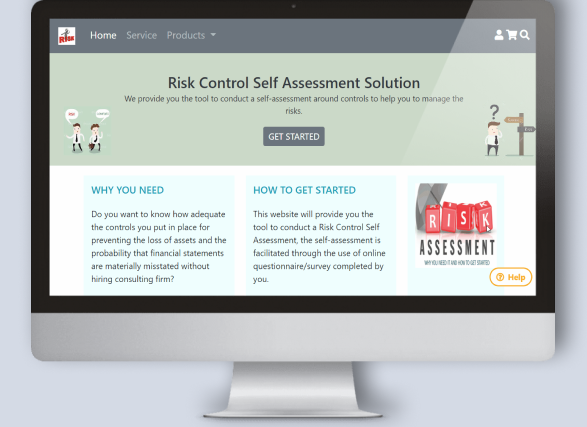 RISK
Home Service Products
Risk Control Self Assessment Solution
We provide you the tool to conduct a self-assessment around controls to help you to manage the
risks.
GET STARTED
?
WHY YOU NEED
Do you want to know how adequate
the controls you put in place for
preventing the loss of assets and the
probability that financial statements
are materially misstated without
hiring consulting firm?
HOW TO GET STARTED
This website will provide you the
tool to conduct a Risk Control Self
Assessment, the self-assessment is
facilitated through the use of online
questionnaire/survey completed by
you.
RISK
ASSESSMENT
WHY YOU NEED IT AND HOW TO GET STARTED
? Help